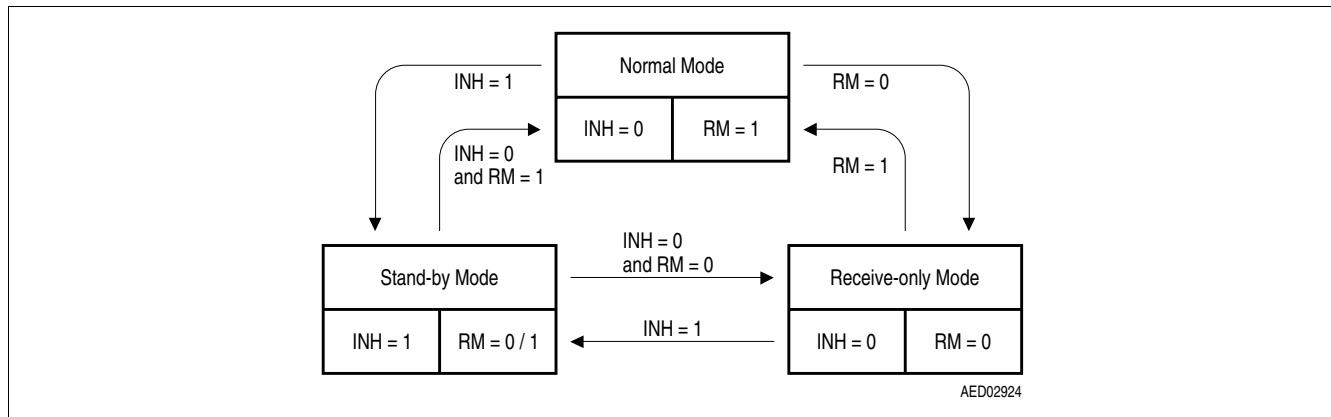 Normal Mode
INH = 0
RM = 1
INH = 1
RM = 0
INH = 0
and RM = 1
RM = 1
INH = 0
and RM = 0
Stand-by Mode
INH = 1
RM = 0 / 1
INH = 1
Receive-only Mode
INH = 0
RM = 0
AED02924